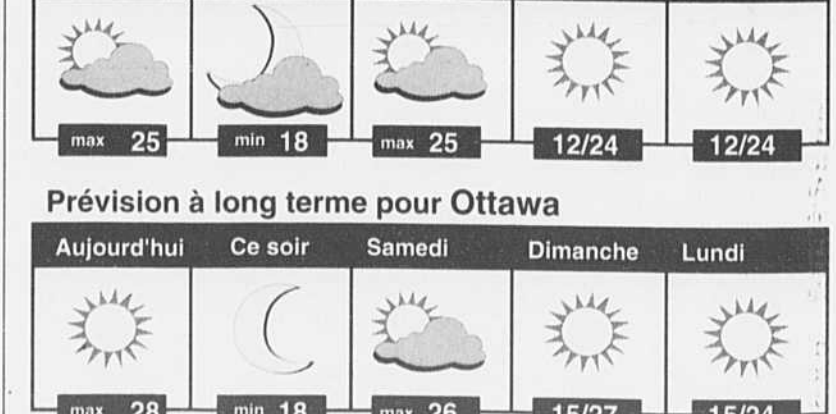 max 25 min 18 max 25 12/24 12/24
Prévision à long terme pour Ottawa
Aujourd'hui Ce soir Samedi Dimanche Lundi
max 28 min 18 max 26 15/27 15/24